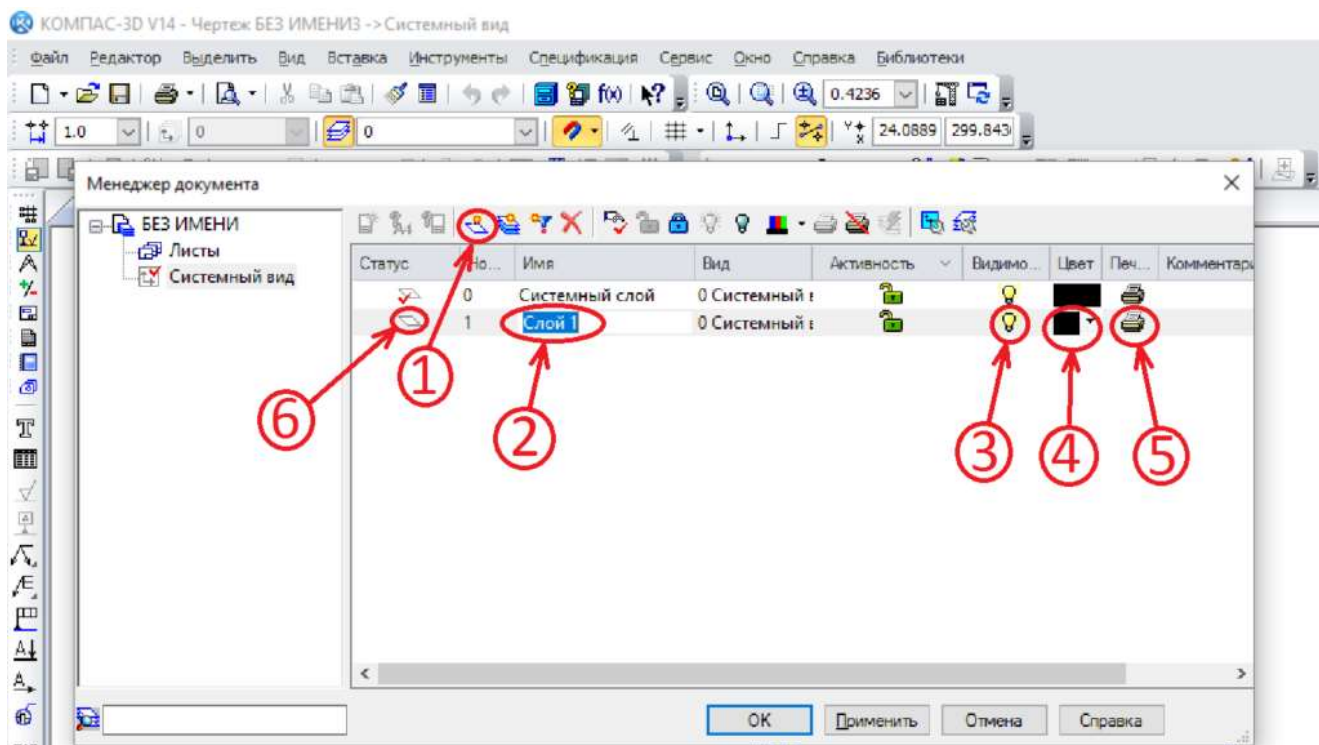 КОМПАС-3D V14 - Чертеж БЕЗ ИМЕНИ3 ->Системный вид
Файл Редактор Выделить Вид Вставка Инструменты Спецификация Сервис Окно Справка Библиотеки
f(x) 0.4236
1.0 0 0 24.0889 299.843
Менеджер документа
БЕЗ ИМЕНИ
Листы
Системный вид
Статус Но... Имя Вид Активность Видимо... Цвет Печ... Комментар
0 Системный слой 0 Системный
1 Слой 1 0 Системный
1
6
2
3 4 5
ОК Применить Отмена Справка